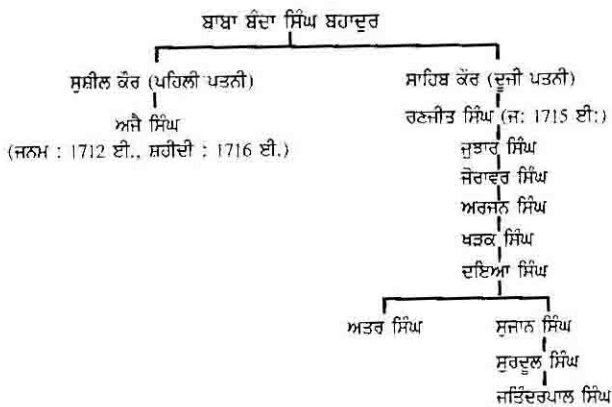 ਬਾਬਾ ਬੰਦਾ ਸਿੰਘ ਬਹਾਦੁਰ
ਸੁਸ਼ੀਲ ਕੌਰ (ਪਹਿਲੀ ਪਤਨੀ)
ਅਜੈ ਸਿੰਘ
(ਜਨਮ : 1712 ਈ., ਸ਼ਹੀਦੀ : 1716 ਈ.)
ਸਾਹਿਬ ਕੌਰ (ਦੂਜੀ ਪਤਨੀ)
ਰਣਜੀਤ ਸਿੰਘ (ਜ: 1715 ਈ:)
ਜੁਝਾਰ ਸਿੰਘ
ਜੋਰਾਵਰ ਸਿੰਘ
ਅਰਜਨ ਸਿੰਘ
ਖੜਕ ਸਿੰਘ
ਦਇਆ ਸਿੰਘ
ਅਤਰ ਸਿੰਘ
ਸੁਜਾਨ ਸਿੰਘ
ਸੁਰਦੂਲ ਸਿੰਘ
ਜਤਿੰਦਰਪਾਲ ਸਿੰਘ